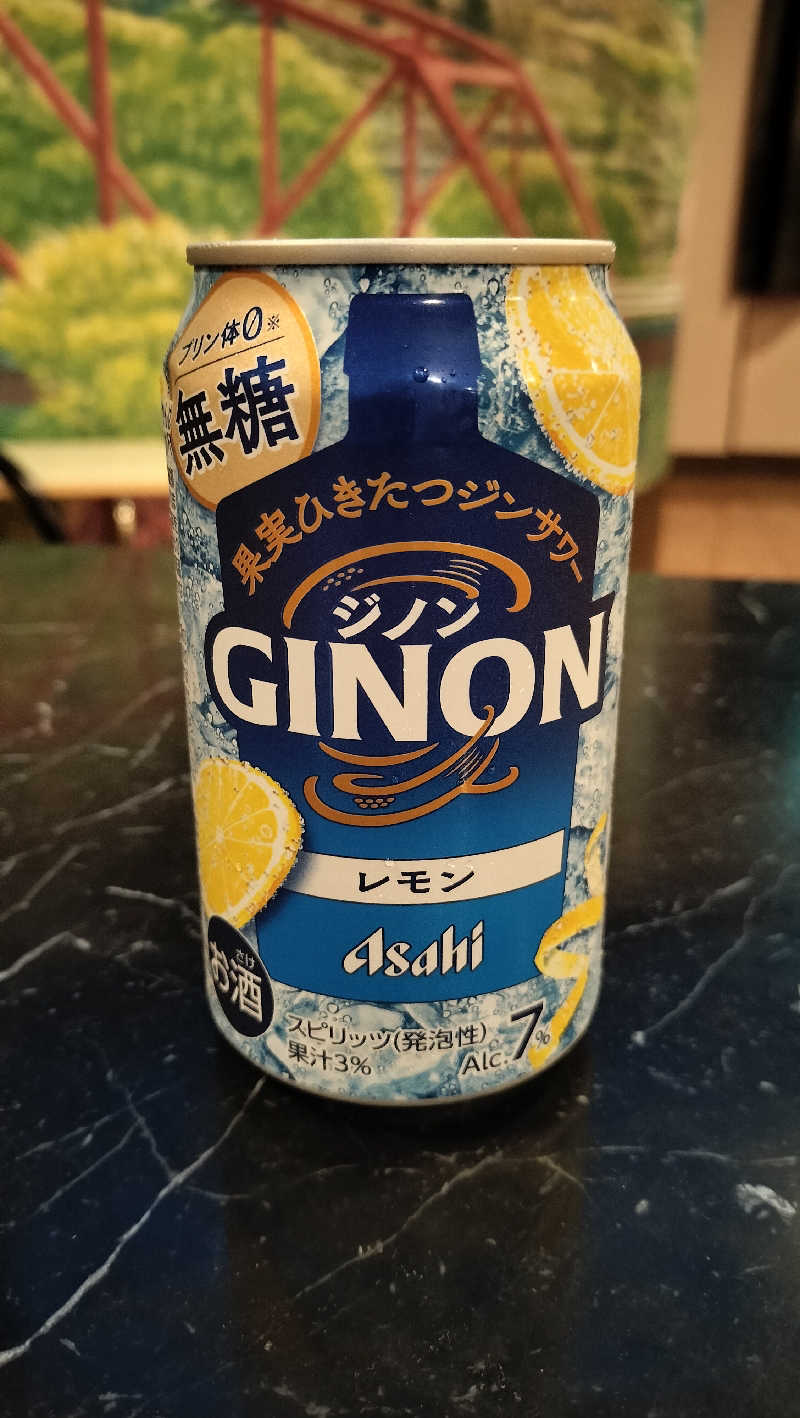 プリン体0※
無糖
果実ひきたつジンサワー
ジノン
GINON
レモン
Asahi
さけ
お酒
スピリッツ(発泡性)
果汁3%
Alc.7%